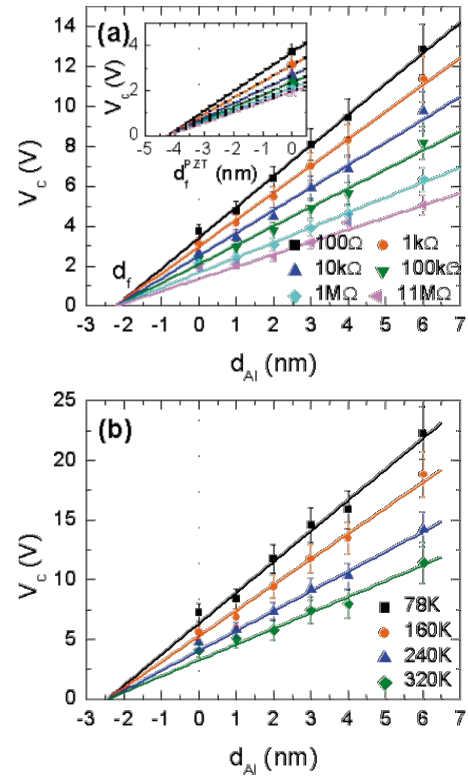 (a)
14
12
10
8
6
4
2
0
V_c (V)
4
2
0
V_c (V)
-5 -4 -3 -2 -1 0
d_f^PZT (nm)
d_f
100Ω 1kΩ
10kΩ 100kΩ
1MΩ 11MΩ
-3 -2 -1 0 1 2 3 4 5 6 7
d_Al (nm)
(b)
25
20
15
10
5
0
V_c (V)
78K
160K
240K
320K
-3 -2 -1 0 1 2 3 4 5 6 7
d_Al (nm)